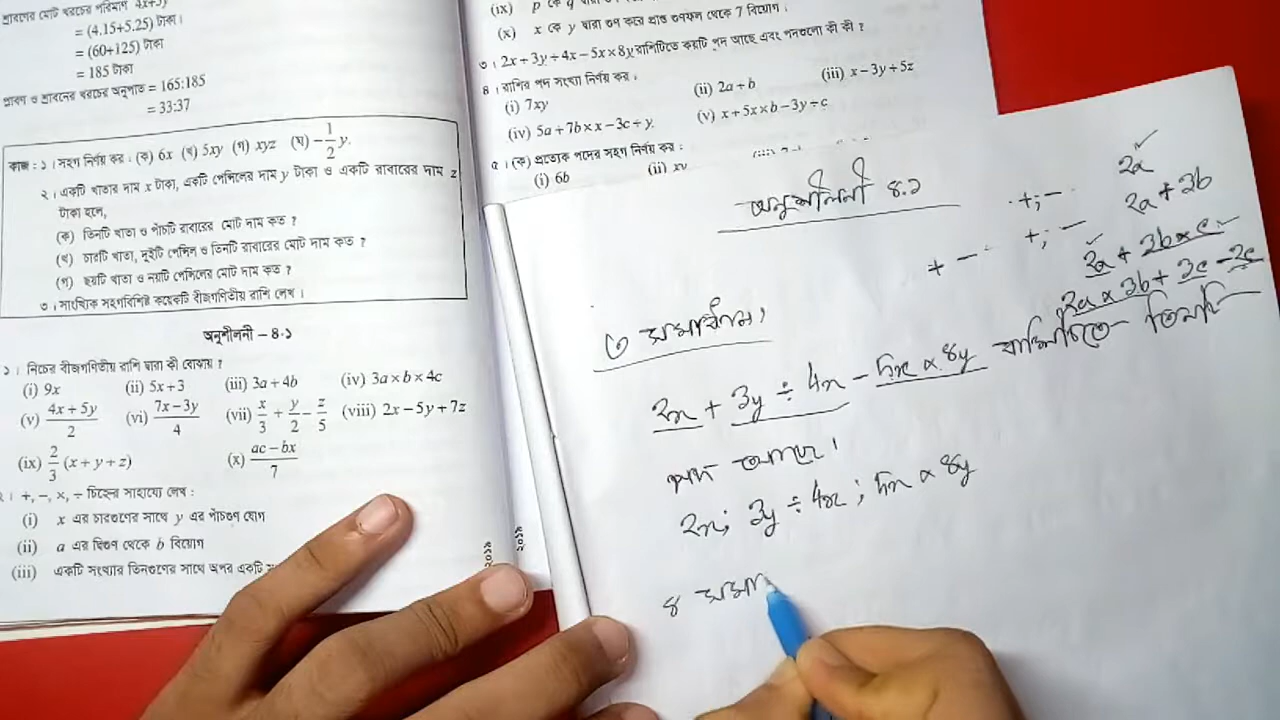 শ্রাবণের মোট খরচের পরিমাণ 4x+5y
= (4.15+5.25) টাকা।
= (60+125) টাকা
= 185 টাকা
শ্রাবণ ও প্লাবনের খরচের অনুপাত = 165:185
= 33:37
কাজ : ১। সহগ নির্ণয় কর : (ক) 6x (খ) 5xy (গ) xyz (ঘ) −1/2 y.
২। একটি খাতার দাম x টাকা, একটি পেন্সিলের দাম y টাকা ও একটি রাবারের দাম z
টাকা হলে,
(ক) তিনটি খাতা ও পাঁচটি রাবারের মোট দাম কত ?
(খ) চারটি খাতা, দুইটি পেন্সিল ও তিনটি রাবারের মোট দাম কত ?
(গ) ছয়টি খাতা ও নয়টি পেন্সিলের মোট দাম কত ?
৩। সাংখ্যিক সহগবিশিষ্ট কয়েকটি বীজগণিতীয় রাশি লেখ।
অনুশীলনী – 8.১
১। নিচের বীজগণিতীয় রাশি দ্বারা কী বোঝায় ?
(i) 9x (ii) 5x+3 (iii) 3a+4b (iv) 3a×b×4c
(v) (4x+5y)/2 (vi) (7x−3y)/4 (vii) x/3 + y/2 − z/5 (viii) 2x−5y+7z
(ix) 2/3 (x+y+z) (x) (ac−bx)/7
২। +, −, ×, ÷ চিহ্নের সাহায্যে লেখ :
(i) x এর চারগুণের সাথে y এর পাঁচগুণ যোগ
(ii) a এর দ্বিগুণ থেকে b বিয়োগ
(iii) একটি সংখ্যার তিনগুণের সাথে অপর একটি
২০২৫
(ix) p কে q দ্বারা
(x) x কে y দ্বারা গুণ করে প্রাপ্ত গুণফল থেকে 7 বিয়োগ।
৩। 2x+3y÷4x−5x×8y রাশিটিতে কয়টি পদ আছে এবং পদগুলো কী কী ?
৪। রাশির পদ সংখ্যা নির্ণয় কর :
(i) 7xy (ii) 2a+b (iii) x−3y÷5z
(iv) 5a+7b×x−3c÷y. (v) x+5x×b−3y÷c
৫। (ক) প্রত্যেক পদের সহগ নির্ণয় কর :
(i) 6b (ii) xy
অনুশীলনী ৪.১
+;−
+;−
+ −
2a
2a+3b
2a+3b×c
2a×3b+2c−2c
৩ সমাধান।
2x + 3y ÷ 4x − 5x × 8y রাশিটিতে তিনটি
পদ আছে।
2x; 3y ÷ 4x; 5x × 8y
৪ সমা